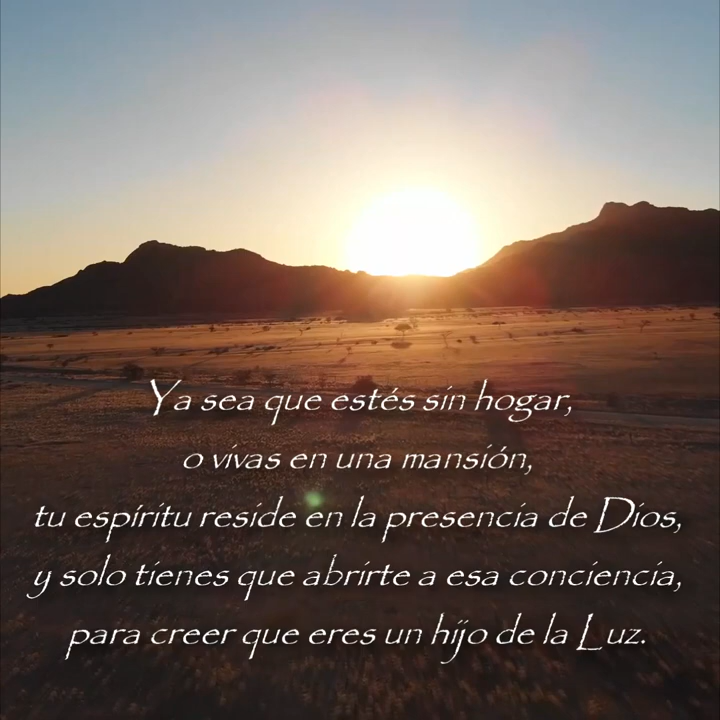 Ya sea que estés sin hogar,
o vivas en una mansión,
tu espíritu reside en la presencia de Dios,
y solo tienes que abrirte a esa conciencia,
para creer que eres un hijo de la Luz.